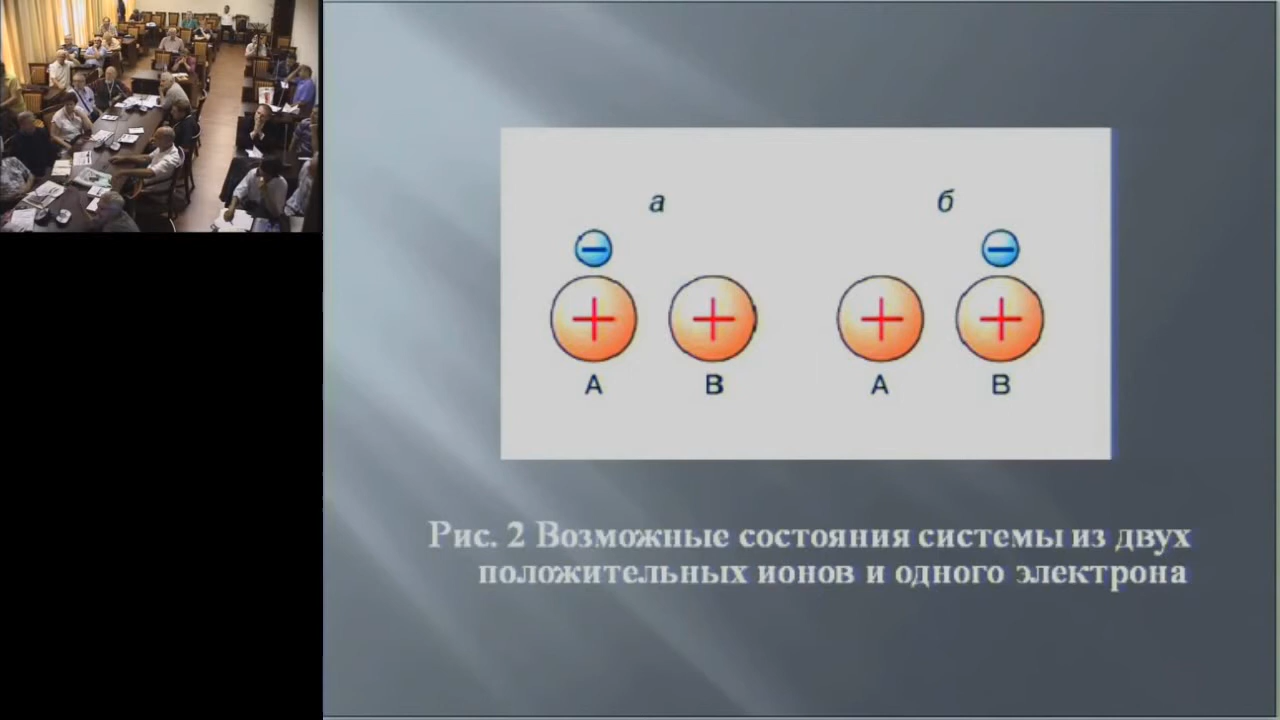 а б
− −
+ + + +
A B A B
Рис. 2 Возможные состояния системы из двух
положительных ионов и одного электрона